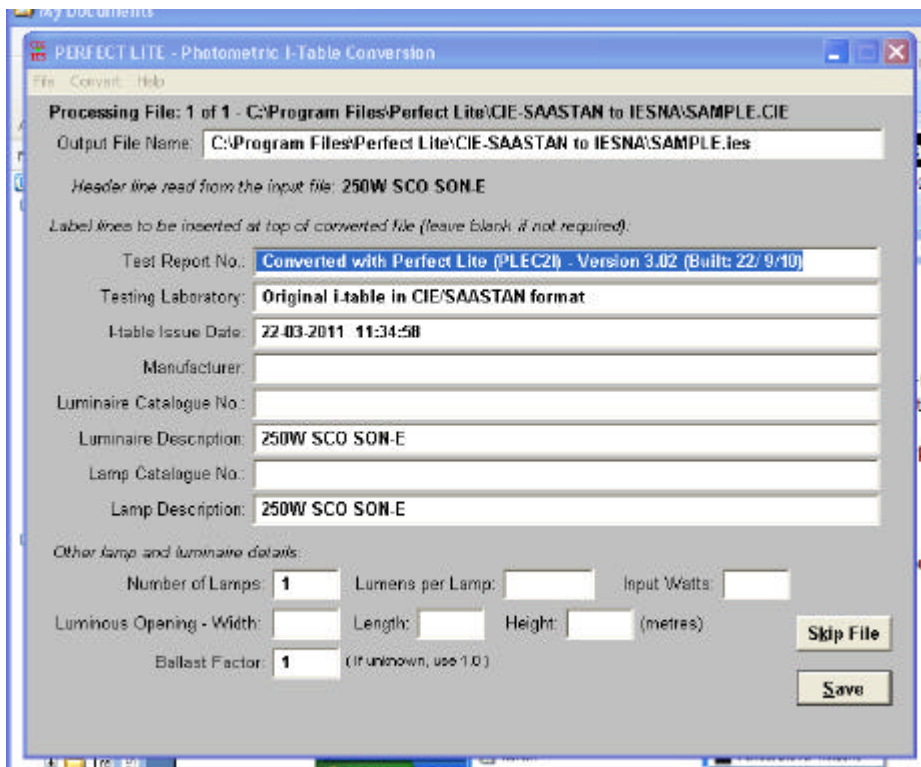 My Documents
CIE
IES
PERFECT LITE - Photometric I-Table Conversion
File Convert Help
Processing File: 1 of 1 - C:\Program Files\Perfect Lite\CIE-SAASTAN to IESNA\SAMPLE.CIE
Output File Name: C:\Program Files\Perfect Lite\CIE-SAASTAN to IESNA\SAMPLE.ies
Header line read from the input file: 250W SCO SON-E
Label lines to be inserted at top of converted file (leave blank if not required):
Test Report No.: Converted with Perfect Lite (PLEC2I) - Version 3.02 (Built: 22/ 9/10)
Testing Laboratory: Original i-table in CIE/SAASTAN format
I-table Issue Date: 22-03-2011 11:34:58
Manufacturer:
Luminaire Catalogue No.:
Luminaire Description: 250W SCO SON-E
Lamp Catalogue No.:
Lamp Description: 250W SCO SON-E
Other lamp and luminaire details:
Number of Lamps: 1 Lumens per Lamp: Input Watts:
Luminous Opening - Width: Length: Height: (metres)
Skip File
Ballast Factor: 1 ( If unknown, use 1.0 )
Save